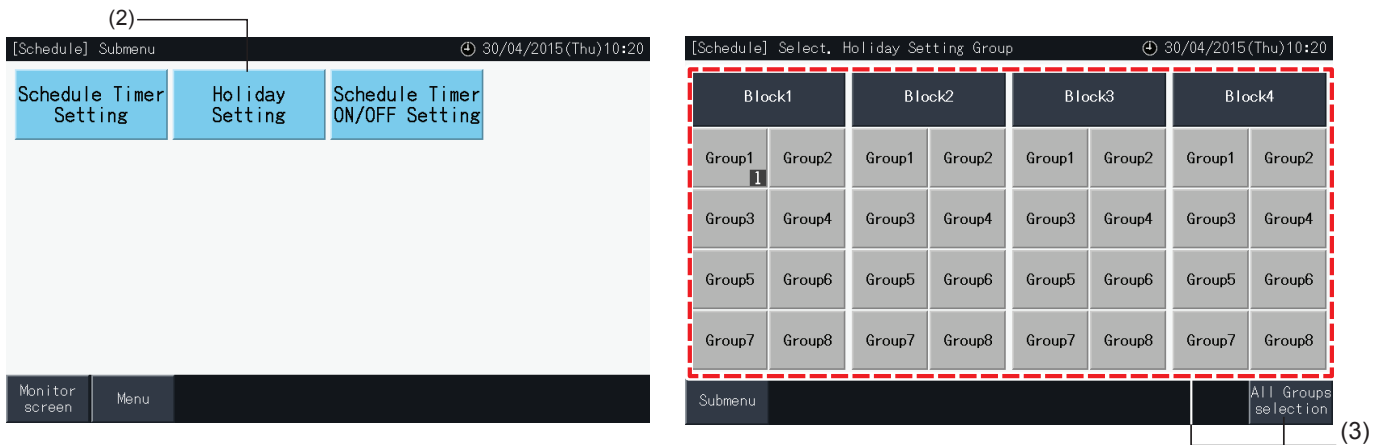 (2)
[Schedule] Submenu 30/04/2015(Thu)10:20
Schedule Timer
Setting
Holiday
Setting
Schedule Timer
ON/OFF Setting
Monitor
screen
Menu
[Schedule] Select. Holiday Setting Group 30/04/2015(Thu)10:20
Block1 Block2 Block3 Block4
Group1 Group2 Group1 Group2 Group1 Group2 Group1 Group2
1
Group3 Group4 Group3 Group4 Group3 Group4 Group3 Group4
Group5 Group6 Group5 Group6 Group5 Group6 Group5 Group6
Group7 Group8 Group7 Group8 Group7 Group8 Group7 Group8
Submenu
All Groups
selection
(3)